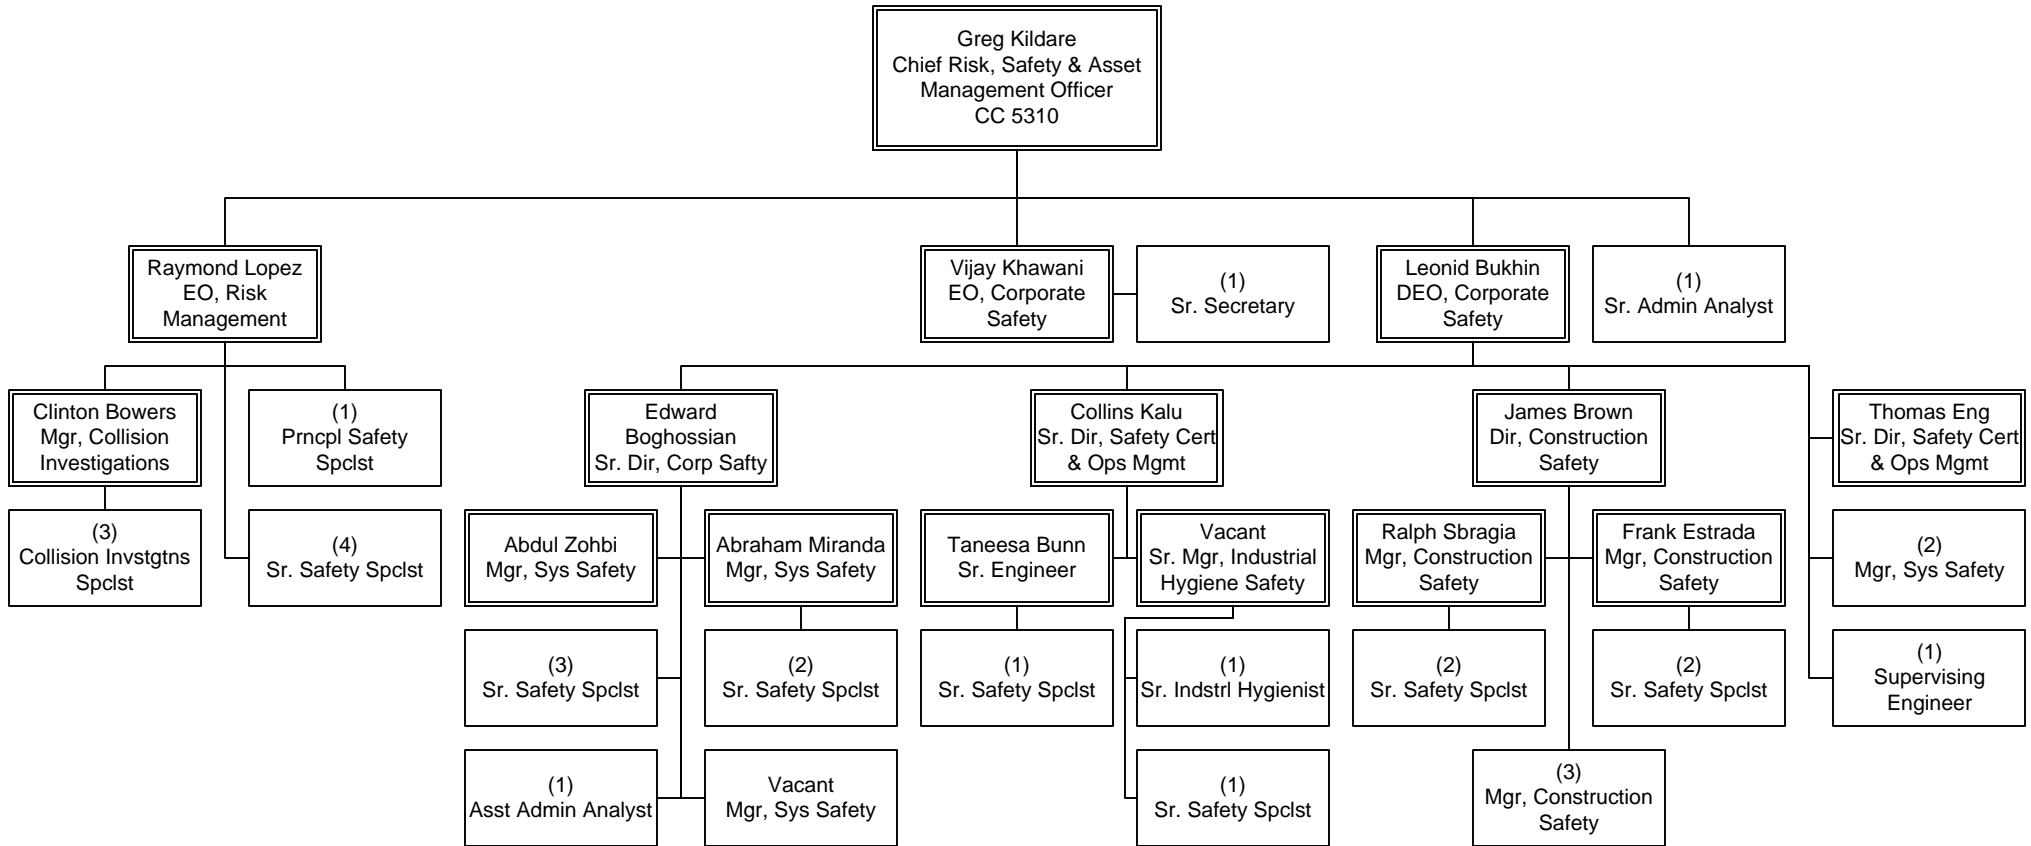 Greg Kildare
Chief Risk, Safety & Asset
Management Officer
CC 5310
Raymond Lopez
EO, Risk
Management
Vijay Khawani
EO, Corporate
Safety
(1)
Sr. Secretary
Leonid Bukhin
DEO, Corporate
Safety
(1)
Sr. Admin Analyst
Clinton Bowers
Mgr, Collision
Investigations
(1)
Prncpl Safety
Spclst
Edward
Boghossian
Sr. Dir, Corp Safty
Collins Kalu
Sr. Dir, Safety Cert
& Ops Mgmt
James Brown
Dir, Construction
Safety
Thomas Eng
Sr. Dir, Safety Cert
& Ops Mgmt
(3)
Collision Invstgtns
Spclst
(4)
Sr. Safety Spclst
Abdul Zohbi
Mgr, Sys Safety
Abraham Miranda
Mgr, Sys Safety
Taneesa Bunn
Sr. Engineer
Vacant
Sr. Mgr, Industrial
Hygiene Safety
Ralph Sbragia
Mgr, Construction
Safety
Frank Estrada
Mgr, Construction
Safety
(2)
Mgr, Sys Safety
(3)
Sr. Safety Spclst
(2)
Sr. Safety Spclst
(1)
Sr. Safety Spclst
(1)
Sr. Indstrl Hygienist
(2)
Sr. Safety Spclst
(2)
Sr. Safety Spclst
(1)
Supervising
Engineer
(1)
Asst Admin Analyst
Vacant
Mgr, Sys Safety
(1)
Sr. Safety Spclst
(3)
Mgr, Construction
Safety